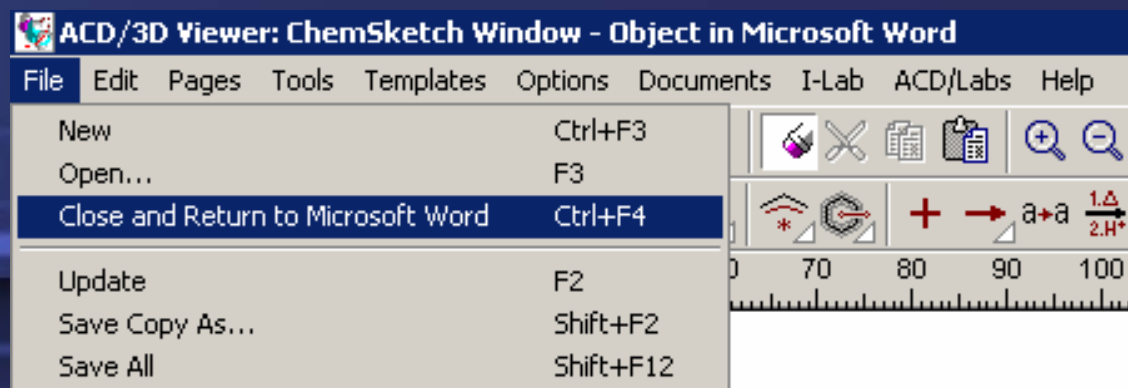 ACD/3D Viewer: ChemSketch Window - Object in Microsoft Word
File Edit Pages Tools Templates Options Documents I-Lab ACD/Labs Help
New Ctrl+F3
Open... F3
Close and Return to Microsoft Word Ctrl+F4
a→a 1.Δ
2.H+
70 80 90 100
Update F2
Save Copy As... Shift+F2
Save All Shift+F12